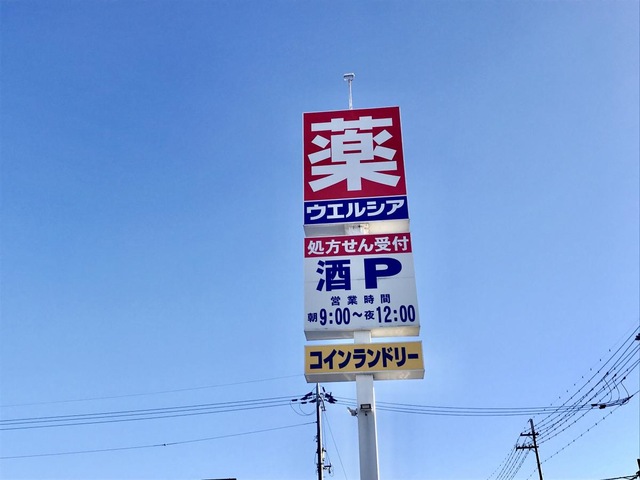 薬
ウエルシア
処方せん受付
酒 P
営業時間
朝9:00～夜12:00
コインランドリー